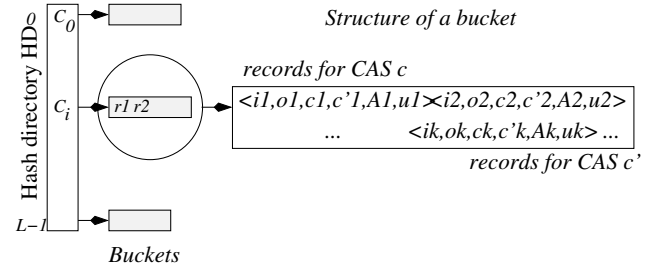 Hash directory HD
0
C0
Structure of a bucket
records for CAS c
Ci
r1 r2
<i1,o1,c1,c'1,A1,u1><i2,o2,c2,c'2,A2,u2>
... <ik,ok,ck,c'k,Ak,uk> ...
records for CAS c'
L-1
Buckets